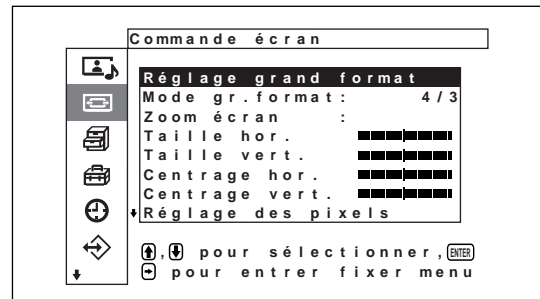 Commande écran
Réglage grand format
Mode gr.format: 4/3
Zoom écran :
Taille hor.
Taille vert.
Centrage hor.
Centrage vert.
Réglage des pixels
, pour sélectionner, ENTER
pour entrer fixer menu